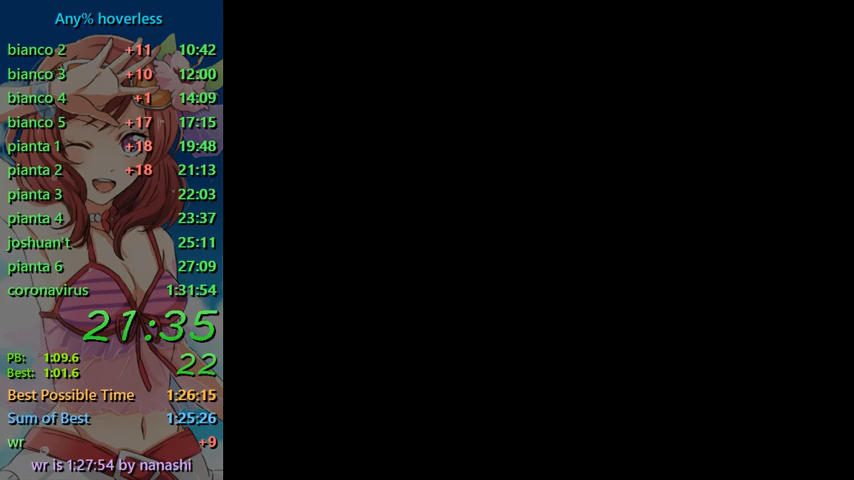 Any% hoverless
bianco 2 +11 10:42
bianco 3 +10 12:00
bianco 4 +1 14:09
bianco 5 +17 17:15
pianta 1 +18 19:48
pianta 2 +18 21:13
pianta 3 22:03
pianta 4 23:37
joshuan't 25:11
pianta 6 27:09
coronavirus 1:31:54
21:35
PB: 1:09.6 22
Best: 1:01.6
Best Possible Time 1:26:15
Sum of Best 1:25:26
wr +9
wr is 1:27:54 by nanashi